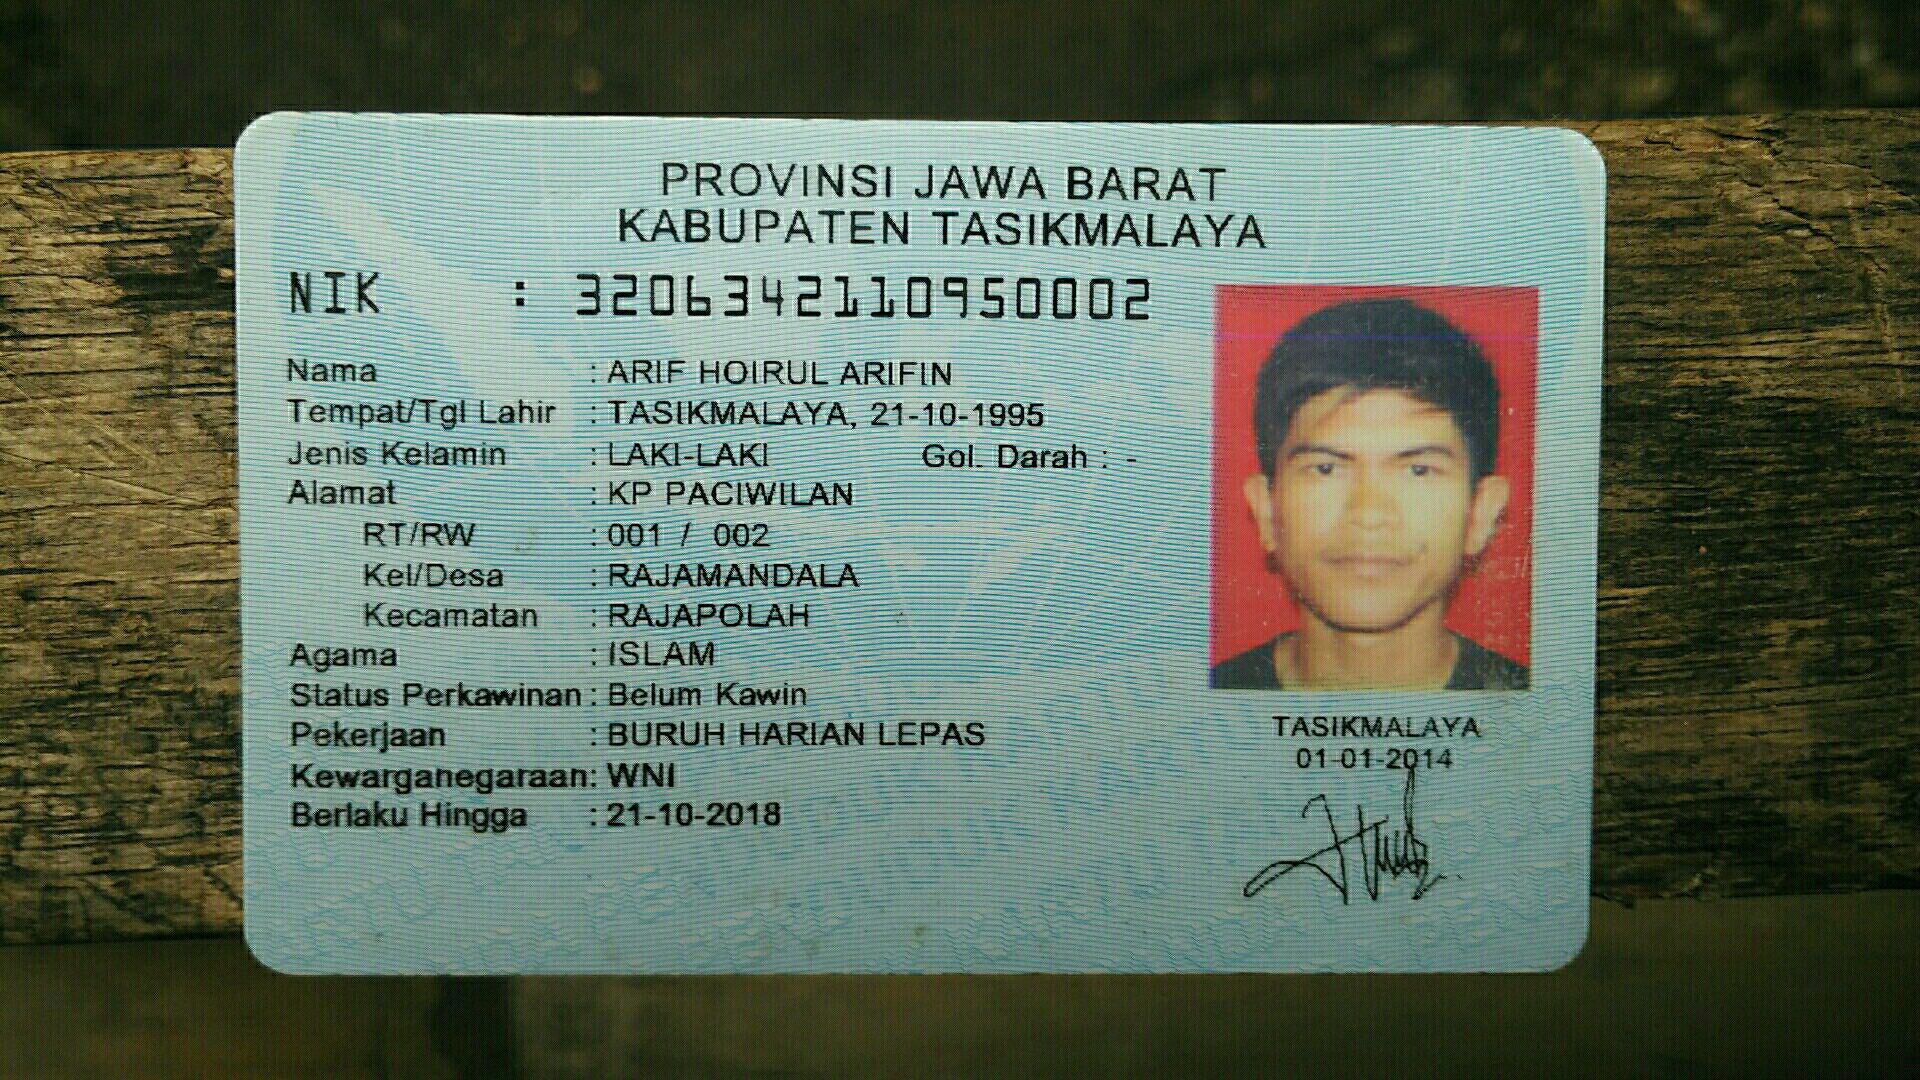 PROVINSI JAWA BARAT
KABUPATEN TASIKMALAYA
NIK : 3206342110950002
Nama : ARIF HOIRUL ARIFIN
Tempat/Tgl Lahir : TASIKMALAYA, 21-10-1995
Jenis Kelamin : LAKI-LAKI Gol. Darah : -
Alamat : KP PACIWILAN
RT/RW : 001 / 002
Kel/Desa : RAJAMANDALA
Kecamatan : RAJAPOLAH
Agama : ISLAM
Status Perkawinan : Belum Kawin
Pekerjaan : BURUH HARIAN LEPAS
Kewarganegaraan : WNI
Berlaku Hingga : 21-10-2018
TASIKMALAYA
01-01-2014